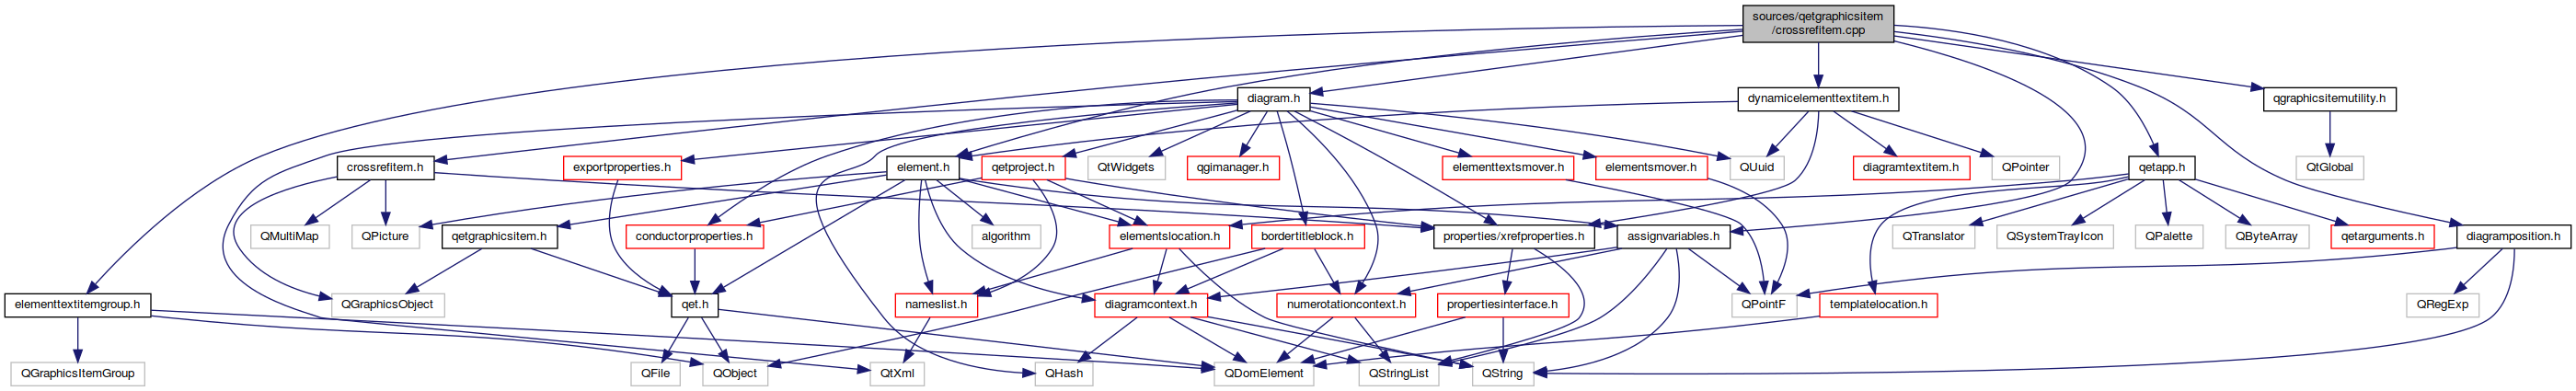 sources/qetgraphicsitem
/crossrefitem.cpp
diagram.h
dynamicelementtextitem.h
qgraphicsitemutility.h
crossrefitem.h
exportproperties.h
element.h
qetproject.h
QtWidgets
qgimanager.h
elementtextsmover.h
elementsmover.h
QUuid
diagramtextitem.h
QPointer
qetapp.h
QtGlobal
QMultiMap
QPicture
qetgraphicsitem.h
conductorproperties.h
algorithm
elementslocation.h
bordertitleblock.h
properties/xrefproperties.h
assignvariables.h
QTranslator
QSystemTrayIcon
QPalette
QByteArray
qetarguments.h
diagramposition.h
elementtextitemgroup.h
QGraphicsObject
qet.h
nameslist.h
diagramcontext.h
numerotationcontext.h
propertiesinterface.h
QPointF
templatelocation.h
QRegExp
QGraphicsItemGroup
QFile
QObject
QtXml
QHash
QDomElement
QStringList
QString